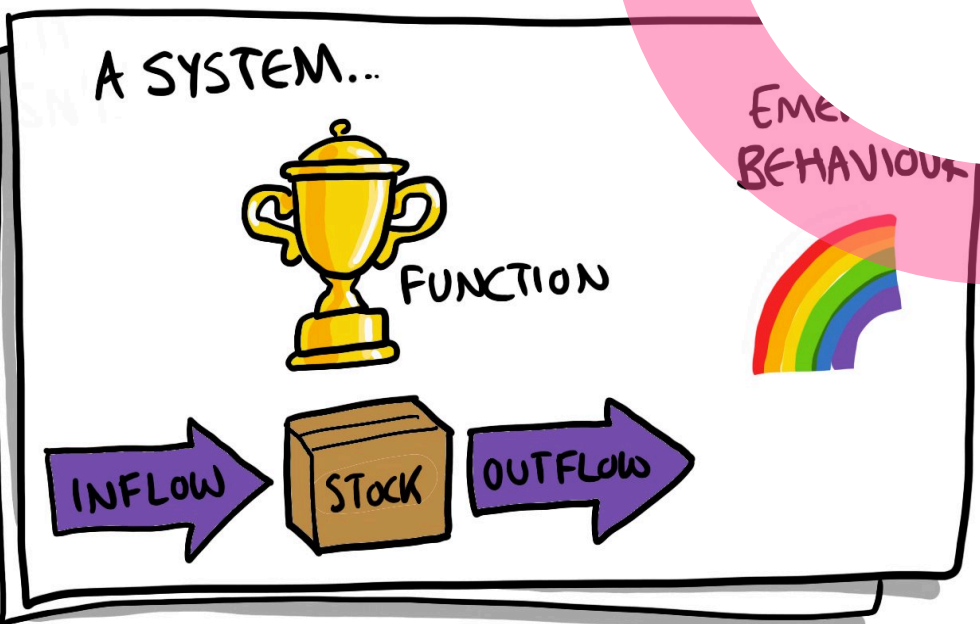 A SYSTEM...
BEHAVIOUR
FUNCTION
INFLOW
STOCK
OUTFLOW